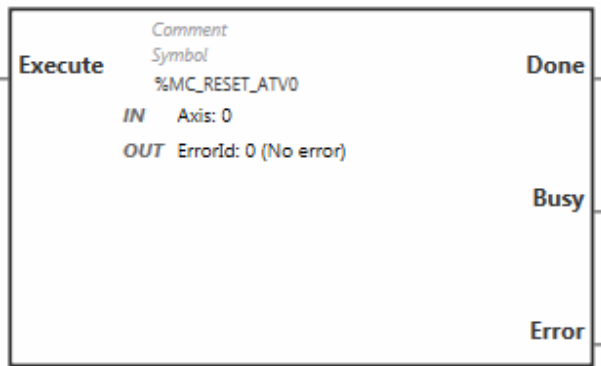 Comment
Execute
Symbol
Done
%MC_RESET_ATV0
IN Axis: 0
OUT ErrorId: 0 (No error)
Busy
Error